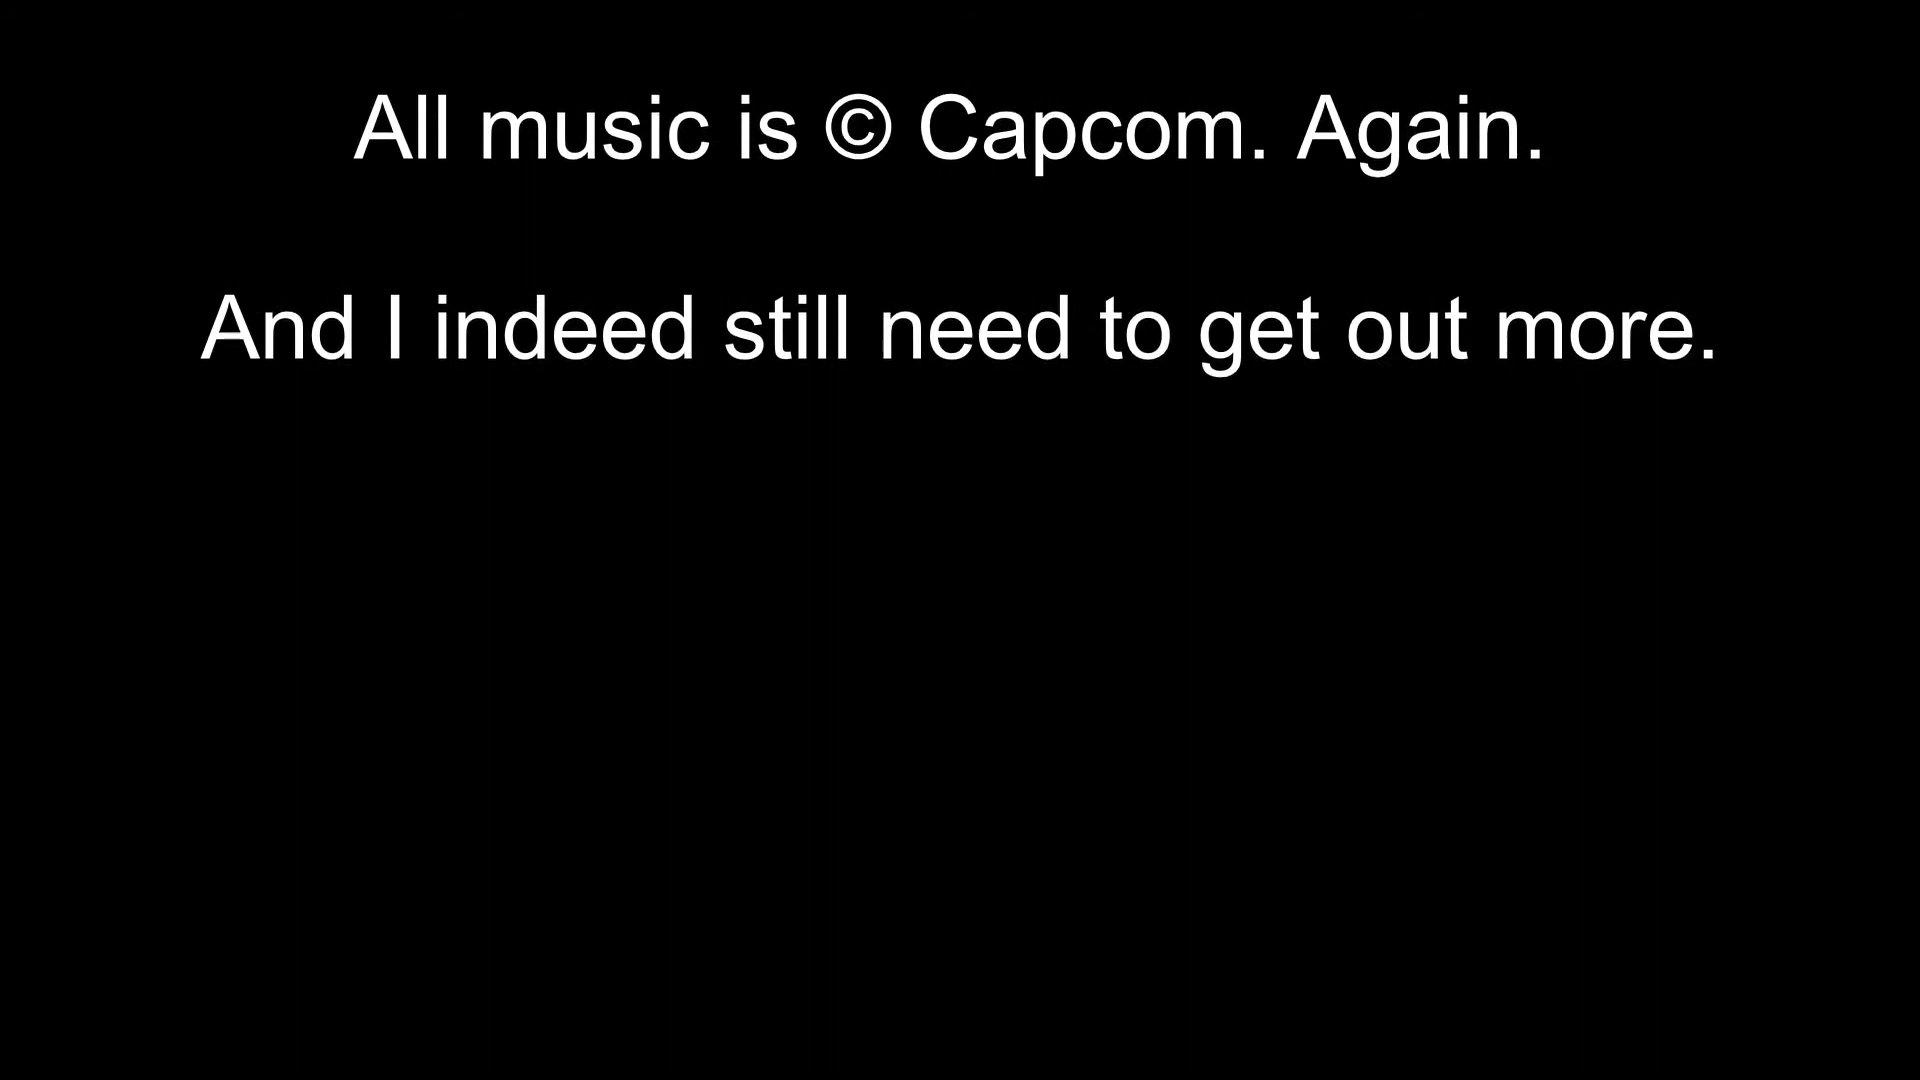 All music is © Capcom. Again.
And I indeed still need to get out more.